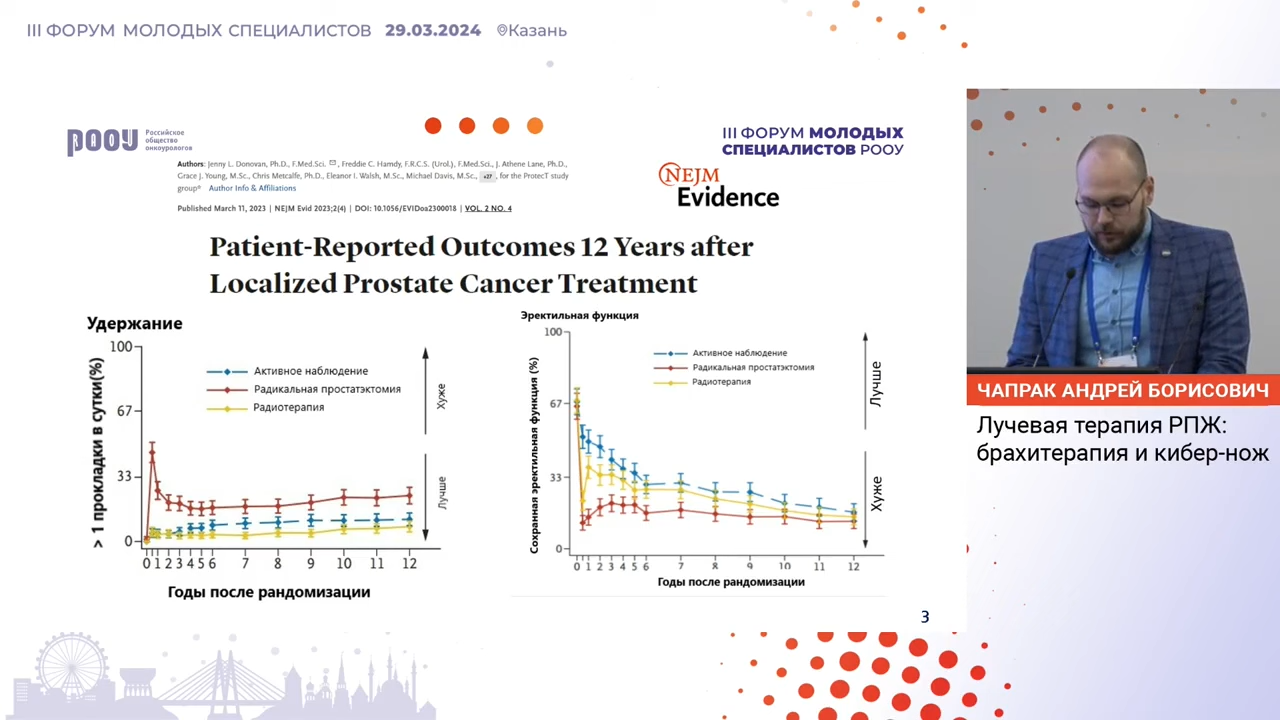 III ФОРУМ МОЛОДЫХ СПЕЦИАЛИСТОВ 29.03.2024 Казань
РООУ
Российское
общество
онкоурологов
III ФОРУМ МОЛОДЫХ
СПЕЦИАЛИСТОВ РООУ
Authors: Jenny L. Donovan, Ph.D., F.Med.Sci. , Freddie C. Hamdy, F.R.C.S. (Urol.), F.Med.Sci., J. Athene Lane, Ph.D.,
Grace J. Young, M.Sc., Chris Metcalfe, Ph.D., Eleanor I. Walsh, M.Sc., Michael Davis, M.Sc., +27 , for the ProtecT study
group* Author Info & Affiliations
Published March 11, 2023 | NEJM Evid 2023;2(4) | DOI: 10.1056/EVIDoa2300018 | VOL. 2 NO. 4
NEJM
Evidence
Patient-Reported Outcomes 12 Years after
Localized Prostate Cancer Treatment
Удержание
> 1 прокладки в сутки(%)
100
67
33
0
Активное наблюдение
Радикальная простатэктомия
Радиотерапия
Хуже
Лучше
0 1 2 3 4 5 6 7 8 9 10 11 12
Годы после рандомизации
Эректильная функция
Сохранная эректильная функция (%)
100
67
33
0
Активное наблюдение
Радикальная простатэктомия
Радиотерапия
Лучше
Хуже
0 1 2 3 4 5 6 7 8 9 10 11 12
Годы после рандомизации
3
ЧАПРАК АНДРЕЙ БОРИСОВИЧ
Лучевая терапия РПЖ:
брахитерапия и кибер-нож